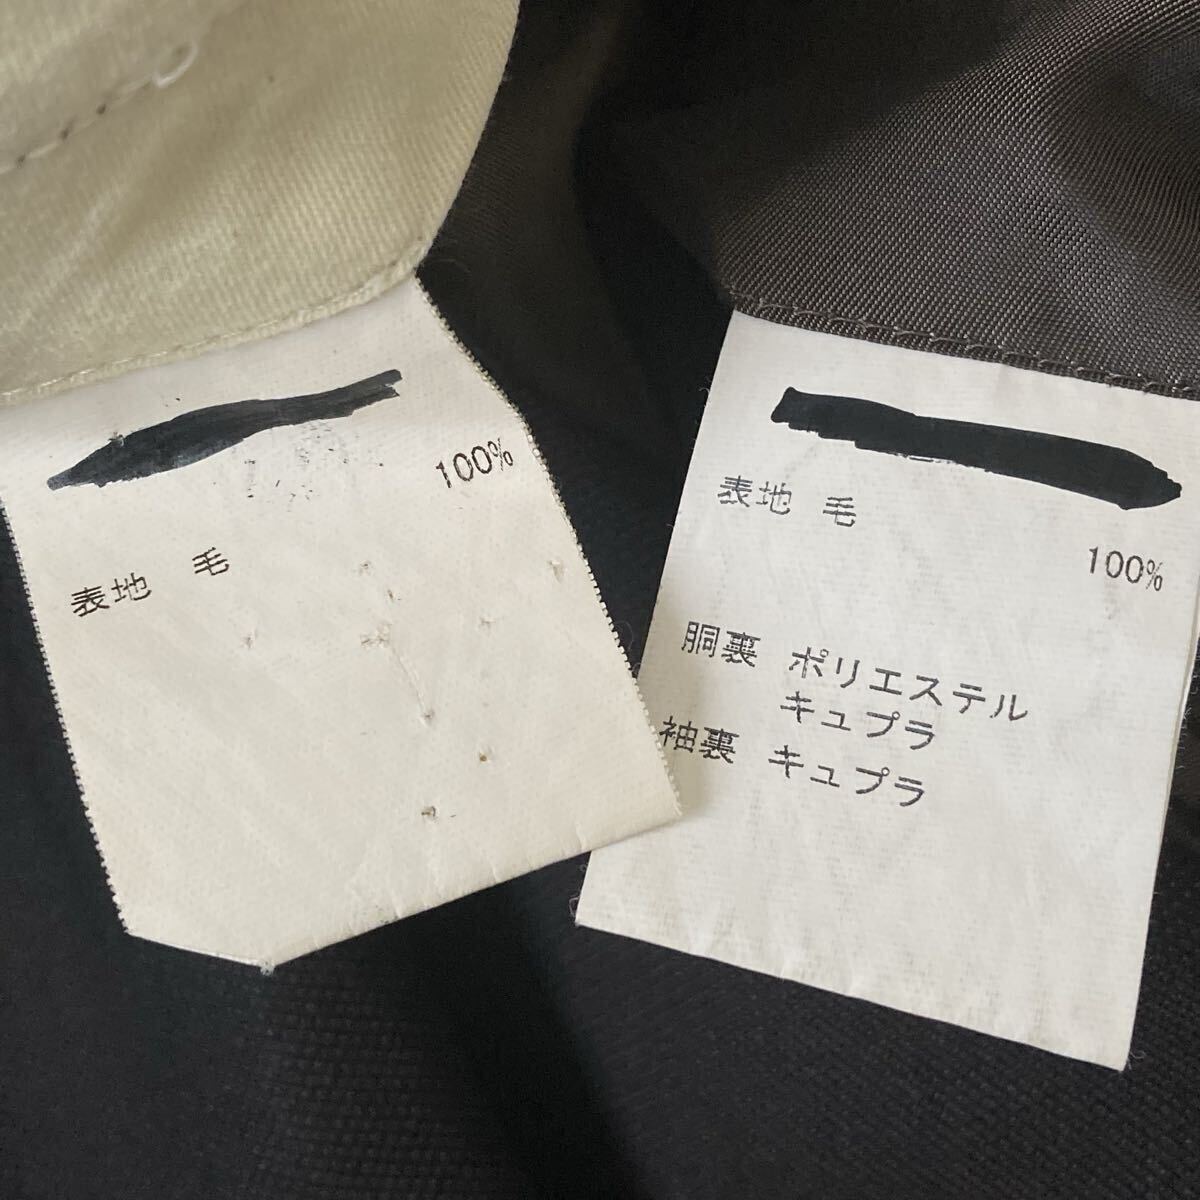 100%
表地 毛
表地 毛
100%
胴裏 ポリエステル
キュプラ
袖裏 キュプラ